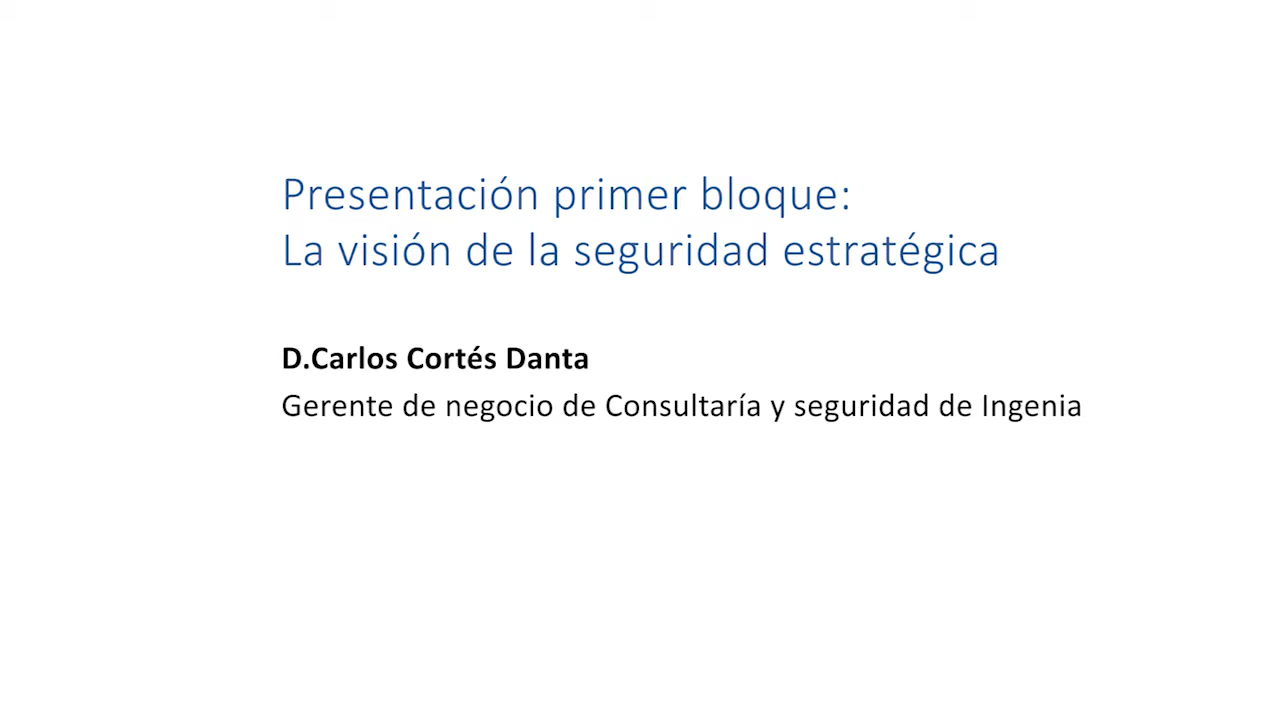 Presentación primer bloque:
La visión de la seguridad estratégica
D.Carlos Cortés Danta
Gerente de negocio de Consultaría y seguridad de Ingenia